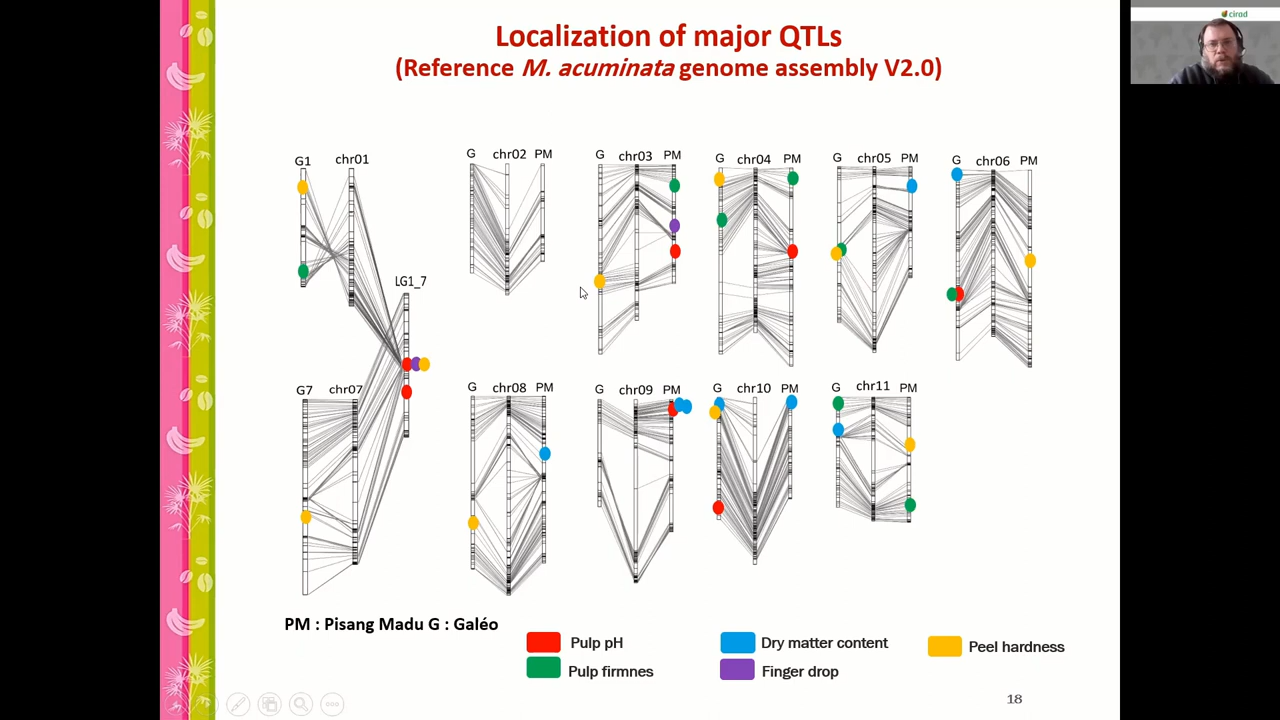 Localization of major QTLs
(Reference M. acuminata genome assembly V2.0)
cirad
G1 chr01
G chr02 PM
G chr03 PM
G chr04 PM
G chr05 PM
G chr06 PM
LG1_7
G7 chr07
G chr08 PM
G chr09 PM
G chr10 PM
G chr11 PM
PM : Pisang Madu G : Galéo
Pulp pH
Dry matter content
Peel hardness
Pulp firmnes
Finger drop
18